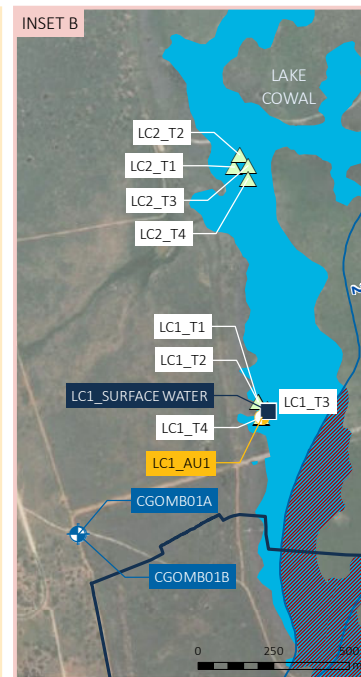 INSET B
LAKE
COWAL
LC2_T2
LC2_T1
LC2_T3
LC2_T4
LC1_T1
LC1_T2
LC1_SURFACE WATER
LC1_T3
LC1_T4
LC1_AU1
CGOMB01A
CGOMB01B
0 250 500
m